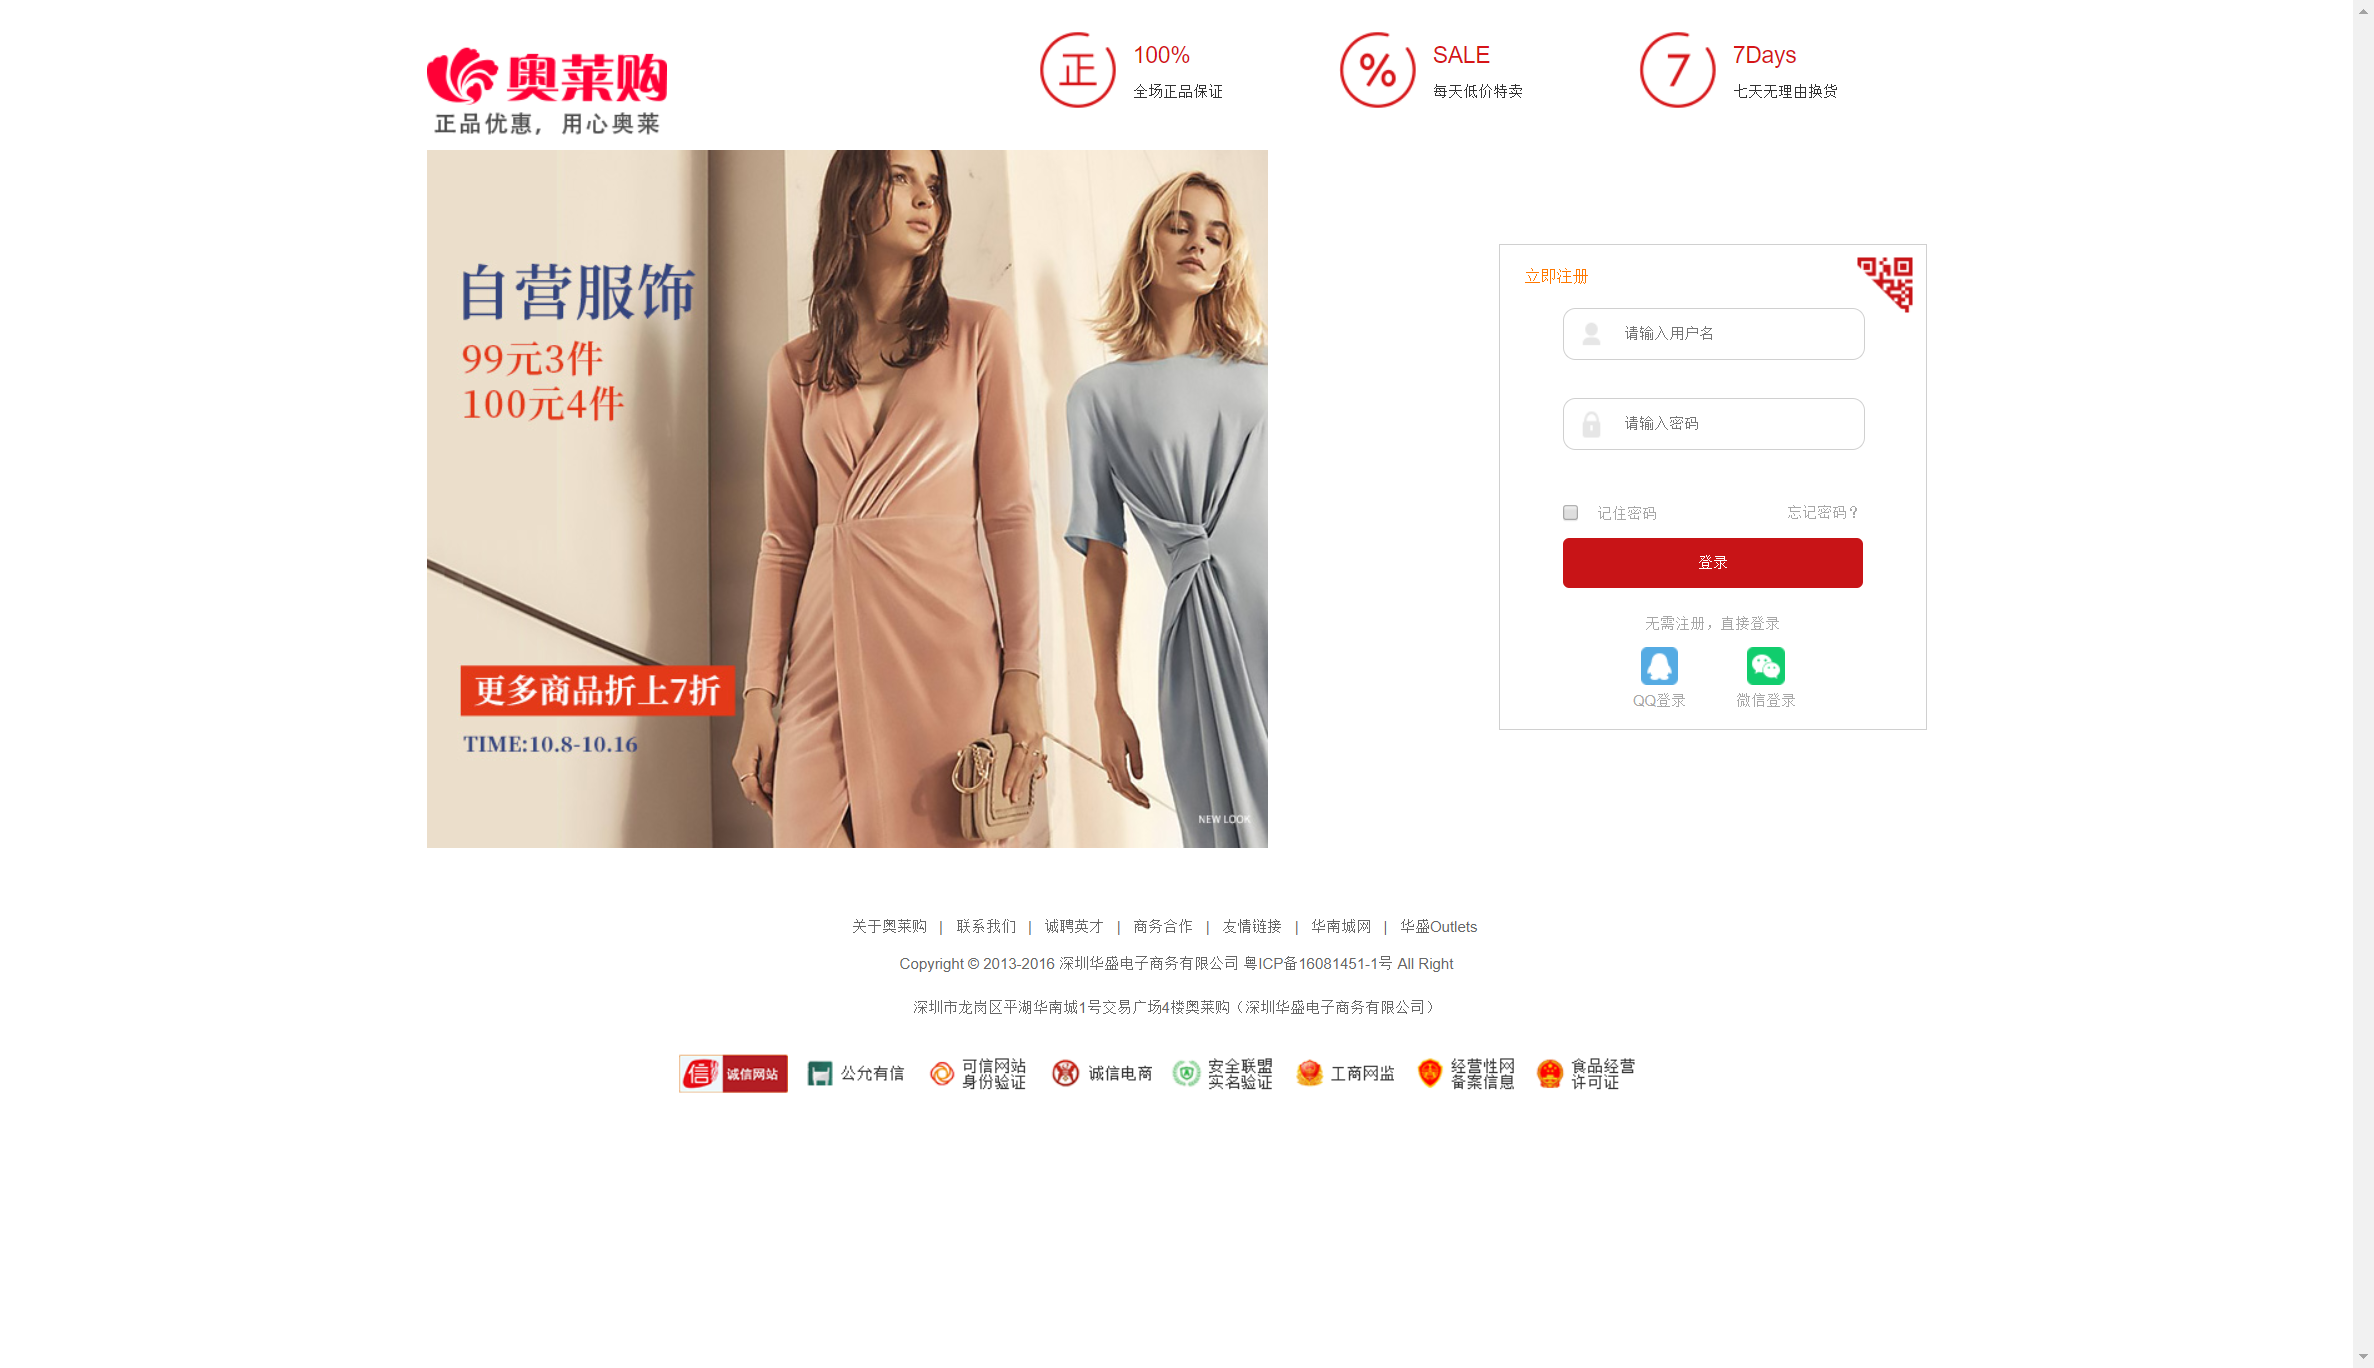 奥莱购
正品优惠，用心奥莱
正
100%
全场正品保证
%
SALE
每天低价特卖
7
7Days
七天无理由换货
自营服饰
99元3件
100元4件
更多商品折上7折
TIME:10.8-10.16
NEW LOOK
立即注册
请输入用户名
请输入密码
记住密码
忘记密码？
登录
无需注册，直接登录
QQ登录
微信登录
关于奥莱购 | 联系我们 | 诚聘英才 | 商务合作 | 友情链接 | 华南城网 | 华盛Outlets
Copyright © 2013-2016 深圳华盛电子商务有限公司 粤ICP备16081451-1号 All Right
深圳市龙岗区平湖华南城1号交易广场4楼奥莱购（深圳华盛电子商务有限公司）
信 诚信网站
公允有信
可信网站
身份验证
诚信电商
安全联盟
实名验证
工商网监
经营性网
备案信息
食品经营
许可证